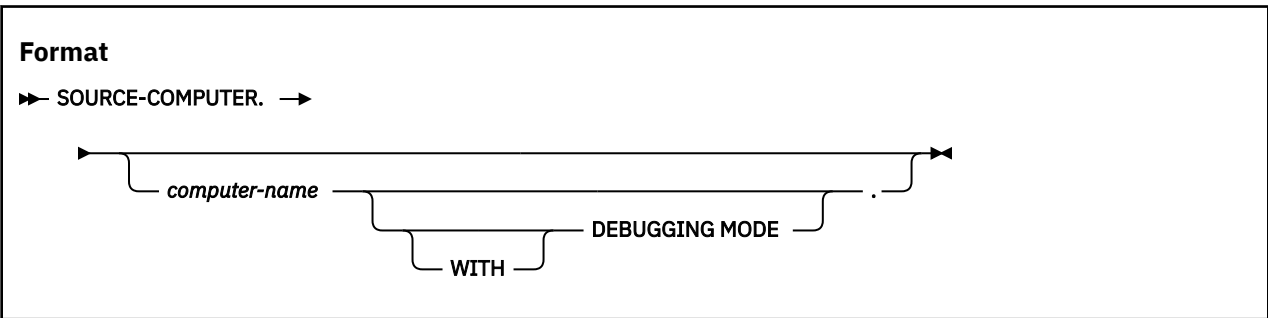 Format
SOURCE-COMPUTER.
computer-name .
DEBUGGING MODE
WITH